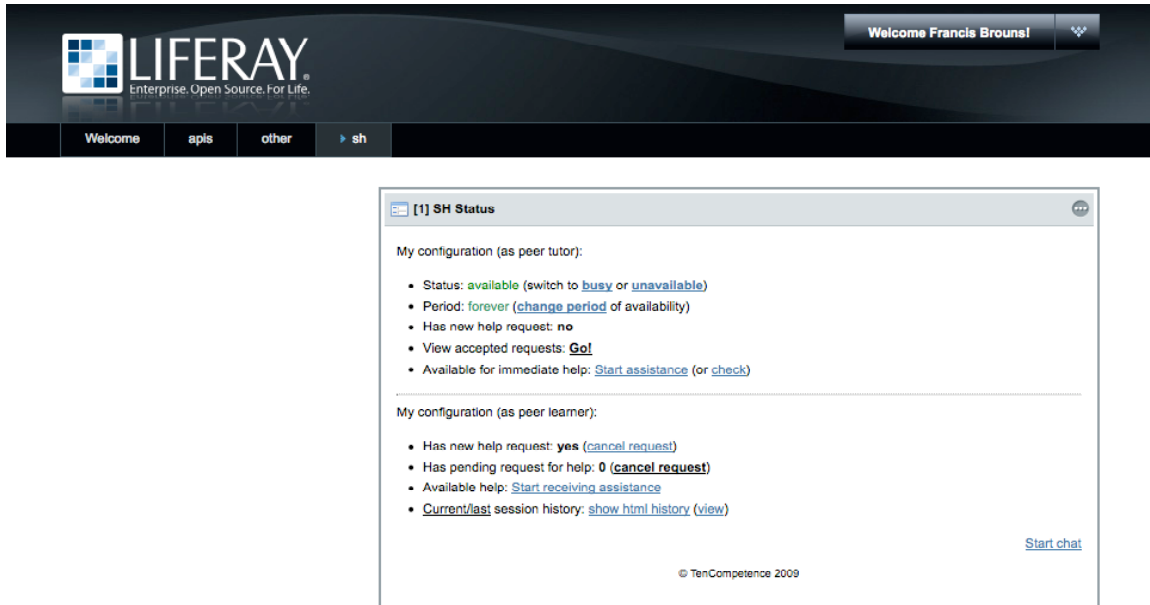 Welcome Francis Brouns!
LIFERAY®
Enterprise. Open Source. For Life.
Welcome apis other sh
[1] SH Status
My configuration (as peer tutor):
• Status: available (switch to busy or unavailable)
• Period: forever (change period of availability)
• Has new help request: no
• View accepted requests: Go!
• Available for immediate help: Start assistance (or check)
My configuration (as peer learner):
• Has new help request: yes (cancel request)
• Has pending request for help: 0 (cancel request)
• Available help: Start receiving assistance
• Current/last session history: show html history (view)
Start chat
© TenCompetence 2009